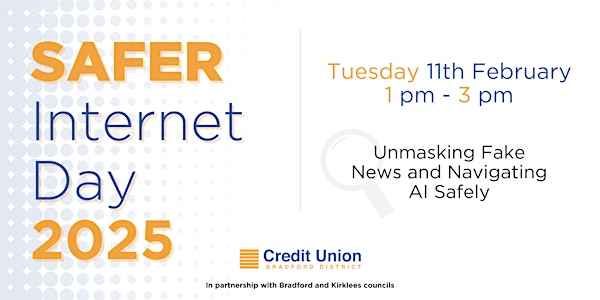 SAFER
Internet
Day
2025
Tuesday 11th February
1 pm - 3 pm
Unmasking Fake
News and Navigating
AI Safely
Credit Union
BRADFORD DISTRICT
In partnership with Bradford and Kirklees councils